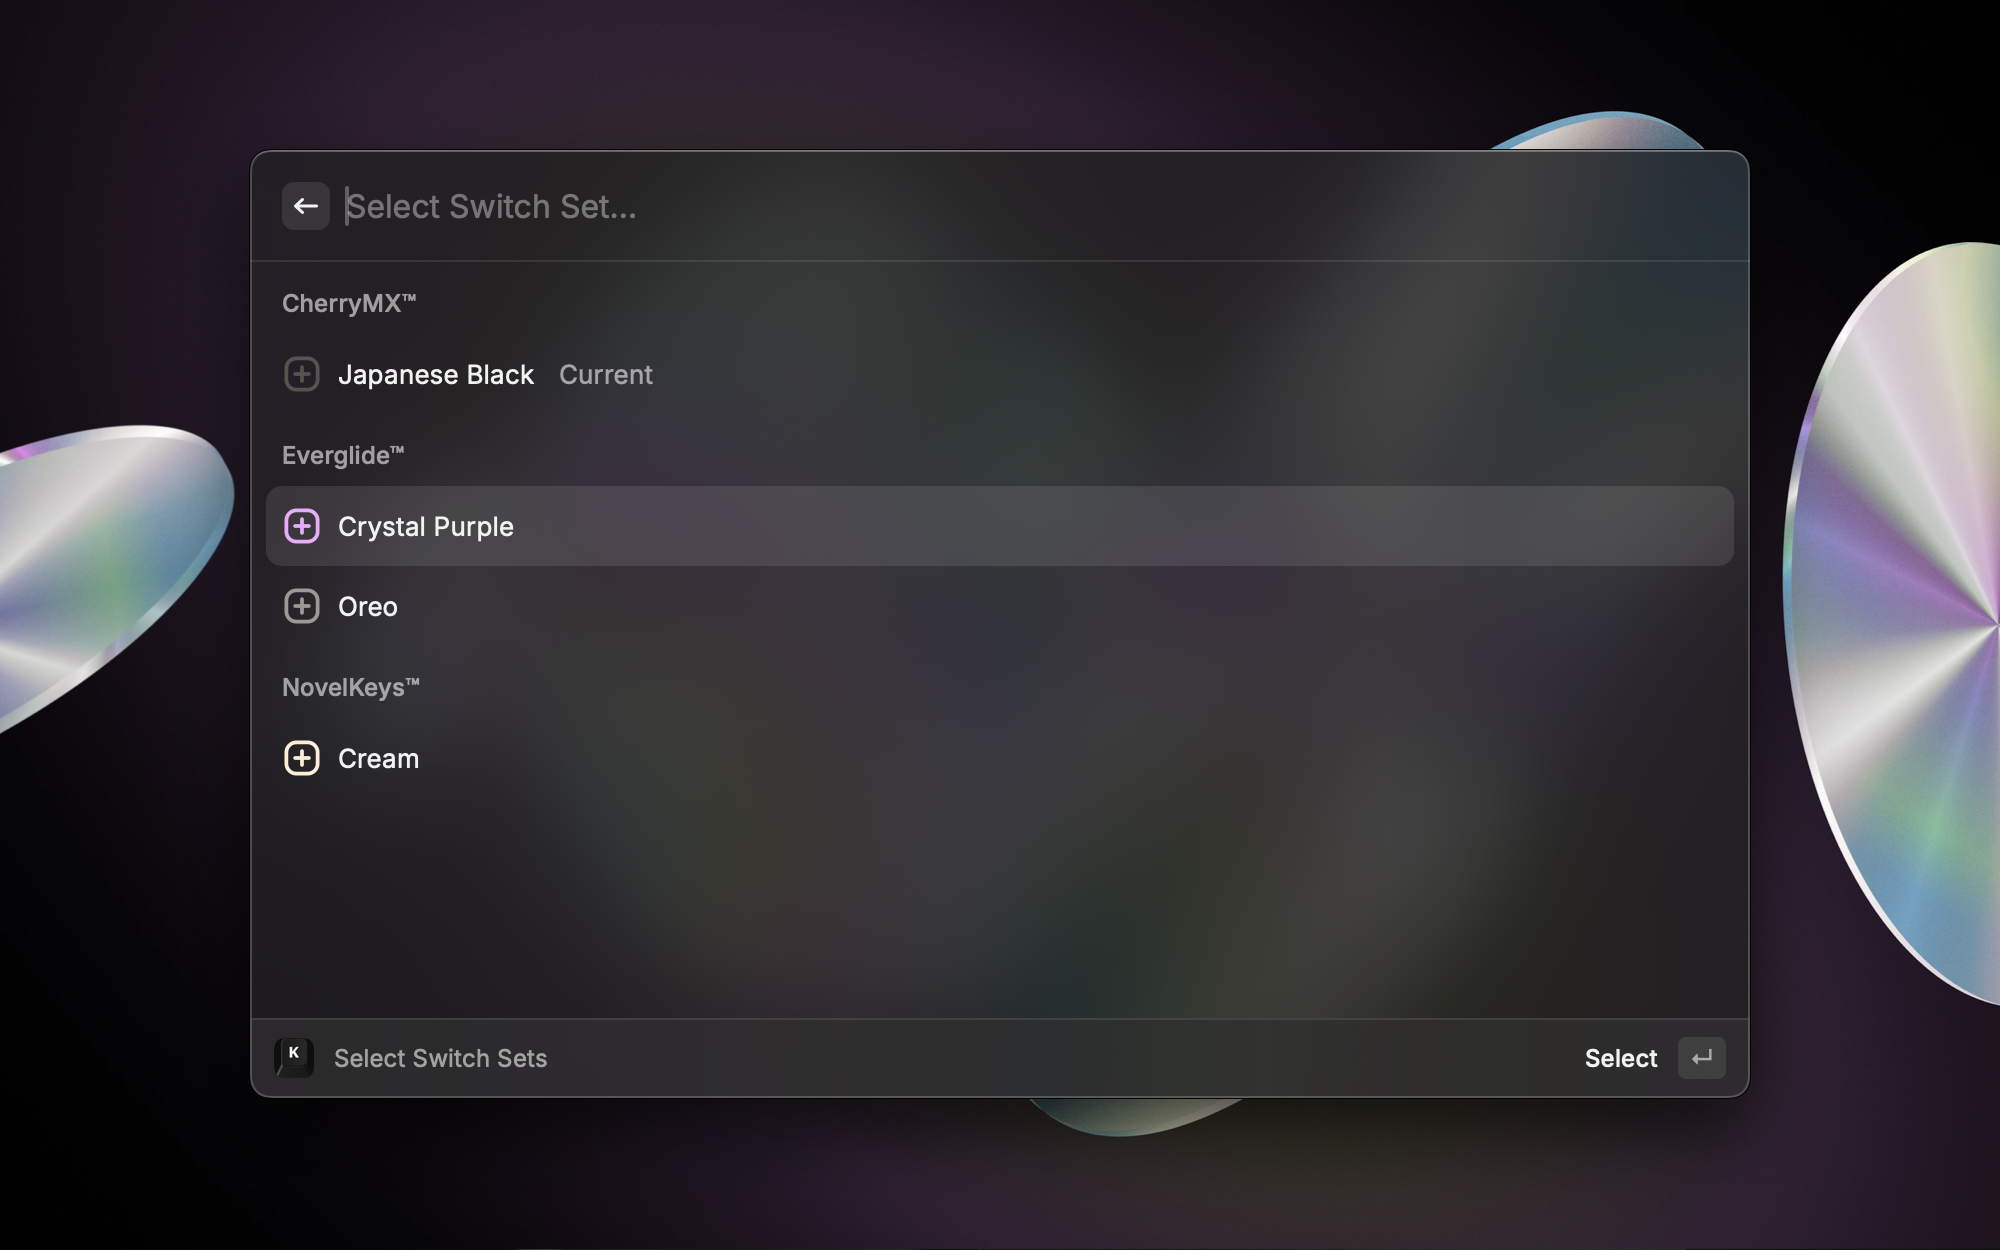 Select Switch Set...
CherryMX™
Japanese Black Current
Everglide™
Crystal Purple
Oreo
NovelKeys™
Cream
K
Select Switch Sets
Select